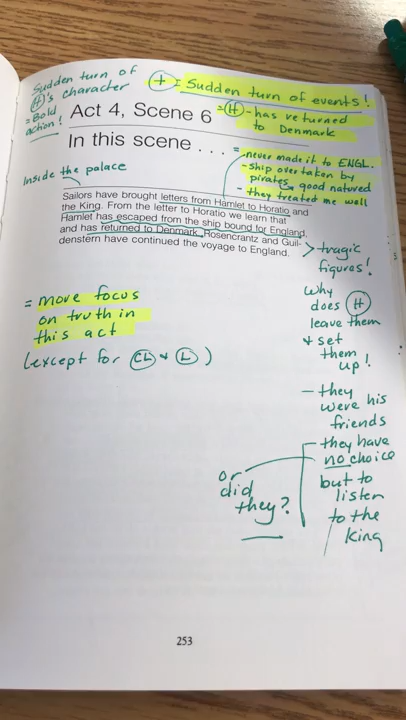 Sudden turn of
(H)'s character
= Bold
action!
(+) = Sudden turn of events!
= (H) - has returned
to Denmark
Act 4, Scene 6
In this scene . . .
= never made it to ENGL.
- ship overtaken by
pirates → good natured
- they treated me well
Inside the palace
Sailors have brought letters from Hamlet to Horatio and
the King. From the letter to Horatio we learn that
Hamlet has escaped from the ship bound for England,
and has returned to Denmark. Rosencrantz and Guil-
denstern have continued the voyage to England.
> tragic
figures!
Why
does (H)
leave them
+ set
them
up!
- they
were his
friends
- they have
no choice
but to
listen
to the
King
or
did
they?
= move focus
on truth in
this act
(except for (CL) + (L))
253